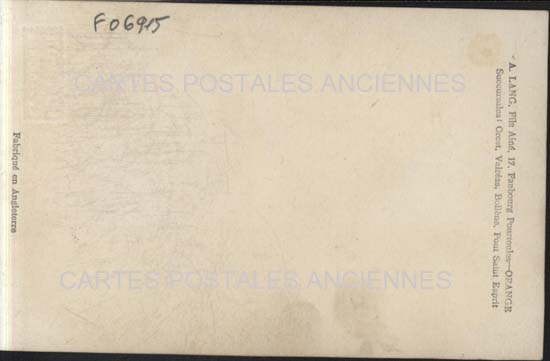 F06915
CARTES POSTALES ANCIENNES
A. LANG, Fils Ainé, 17, Faubourg Pourtoules—ORANGE
Succursales: Crest, Valréas, Bollène, Pont Saint Esprit
Fabriqué en Angleterre
CARTES POSTALES ANCIENNES